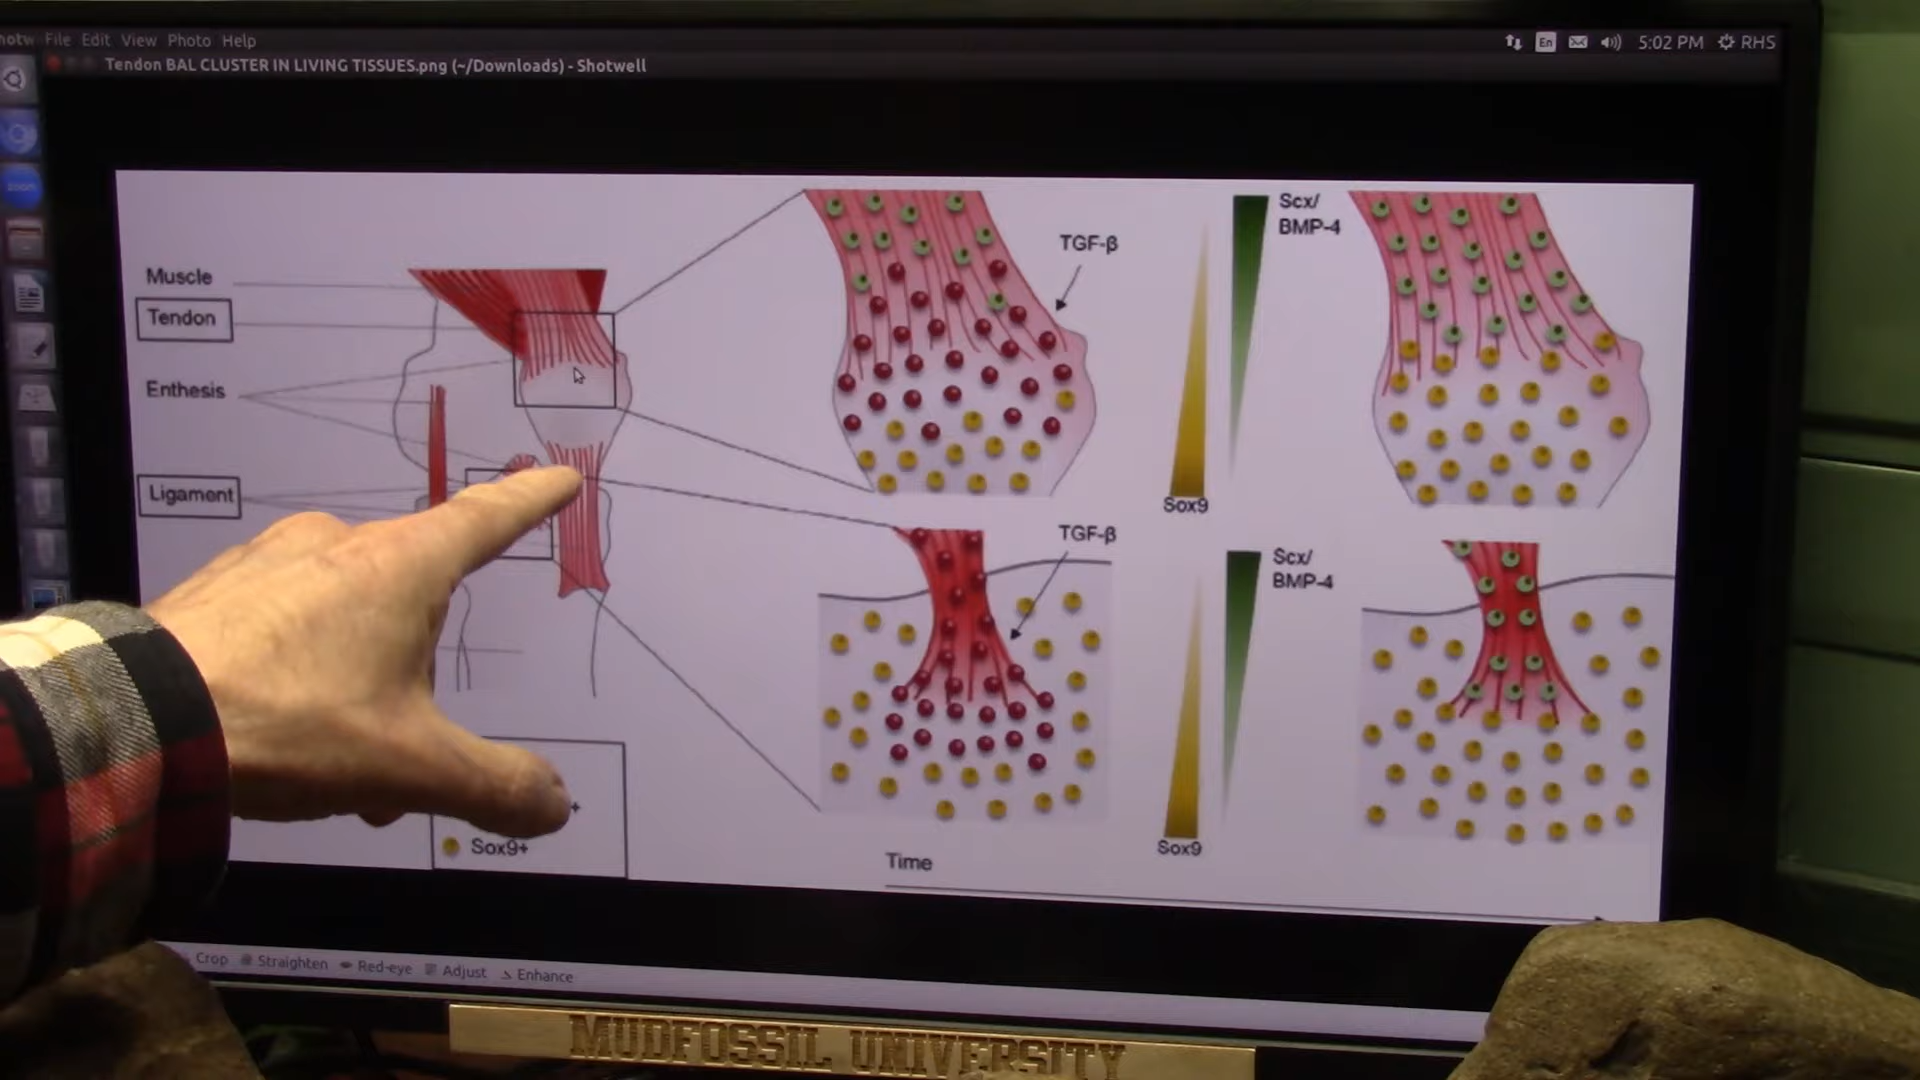 File Edit View Photo Help
En
5:02 PM RHS
Tendon BAL CLUSTER IN LIVING TISSUES.png (~/Downloads) - Shotwell
zoom
Muscle
Tendon
Enthesis
Ligament
TGF-β
Scx/
BMP-4
Sox9
TGF-β
Scx/
BMP-4
Sox9
+
Sox9+
Time
Crop Straighten Red-eye Adjust Enhance
MUDFOSSIL UNIVERSITY